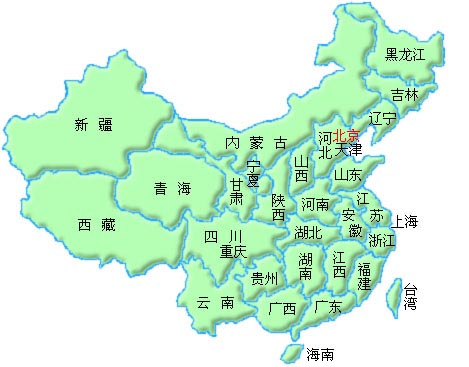 黑龙江
吉林
辽宁
新疆
内蒙古
北京
河北
天津
山西
宁夏
山东
青海
甘肃
陕西
河南
江苏
西藏
安徽
上海
四川
重庆
湖北
浙江
湖南
江西
贵州
福建
云南
广西
广东
台湾
海南